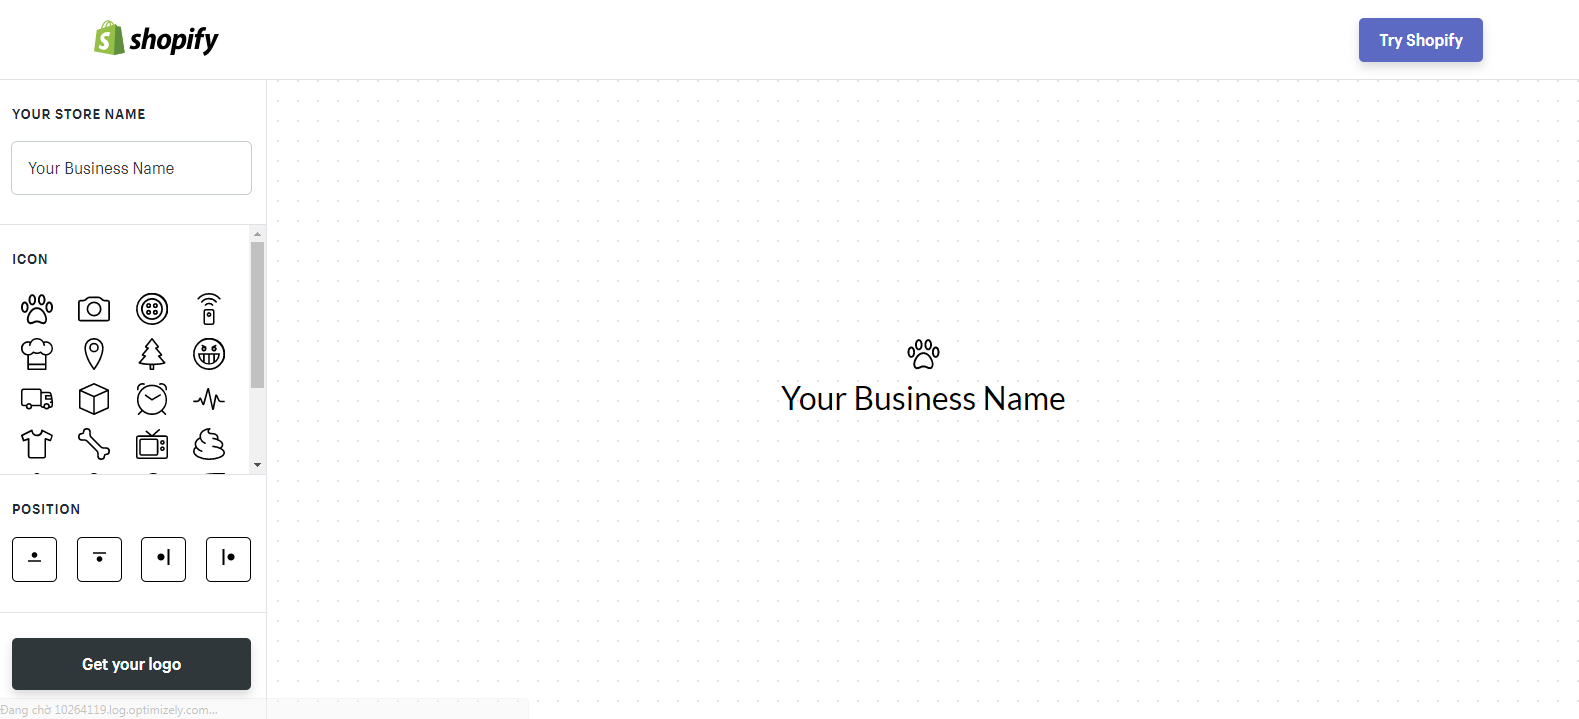 shopify
Try Shopify
YOUR STORE NAME
Your Business Name
ICON
POSITION
Get your logo
Your Business Name
Đang chờ 10264119.log.optimizely.com...